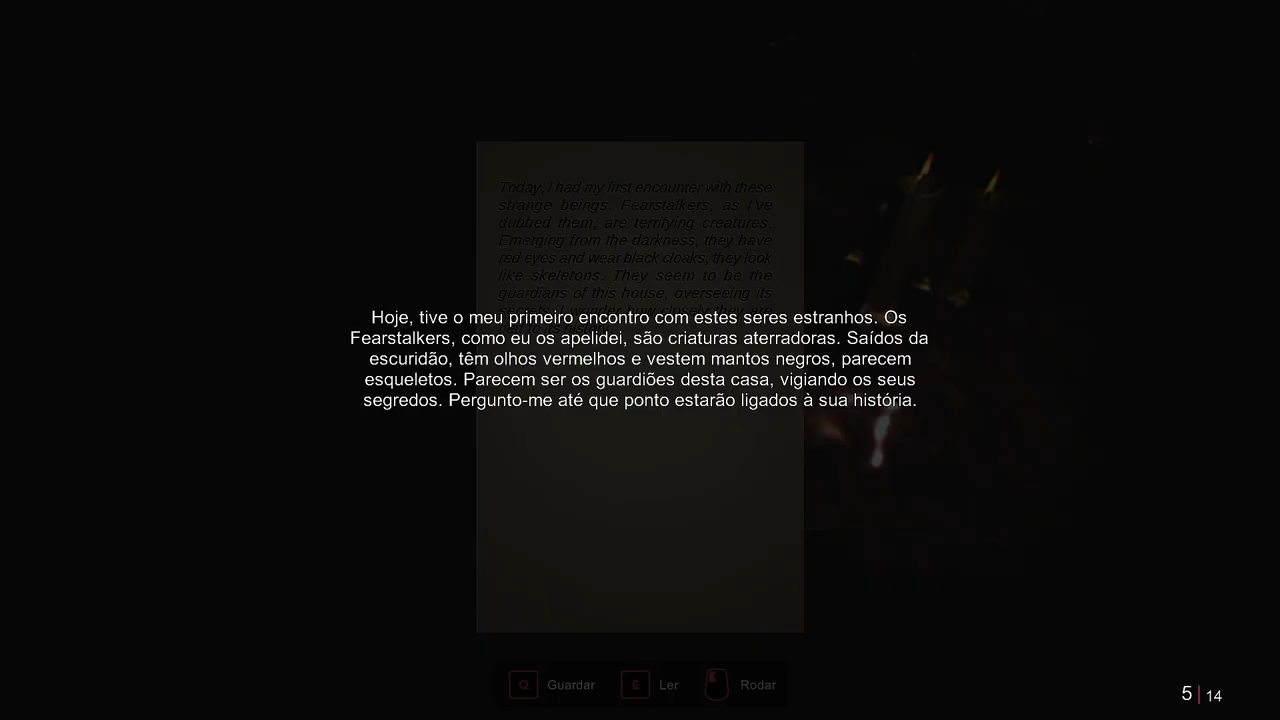 Today, I had my first encounter with these
strange beings. Fearstalkers, as I've
dubbed them, are terrifying creatures.
Emerging from the darkness, they have
red eyes and wear black cloaks, they look
like skeletons. They seem to be the
guardians of this house, overseeing its
Hoje, tive o meu primeiro encontro com estes seres estranhos. Os
Fearstalkers, como eu os apelidei, são criaturas aterradoras. Saídos da
escuridão, têm olhos vermelhos e vestem mantos negros, parecem
esqueletos. Parecem ser os guardiões desta casa, vigiando os seus
segredos. Pergunto-me até que ponto estarão ligados à sua história.
Q Guardar E Ler Rodar
5 | 14